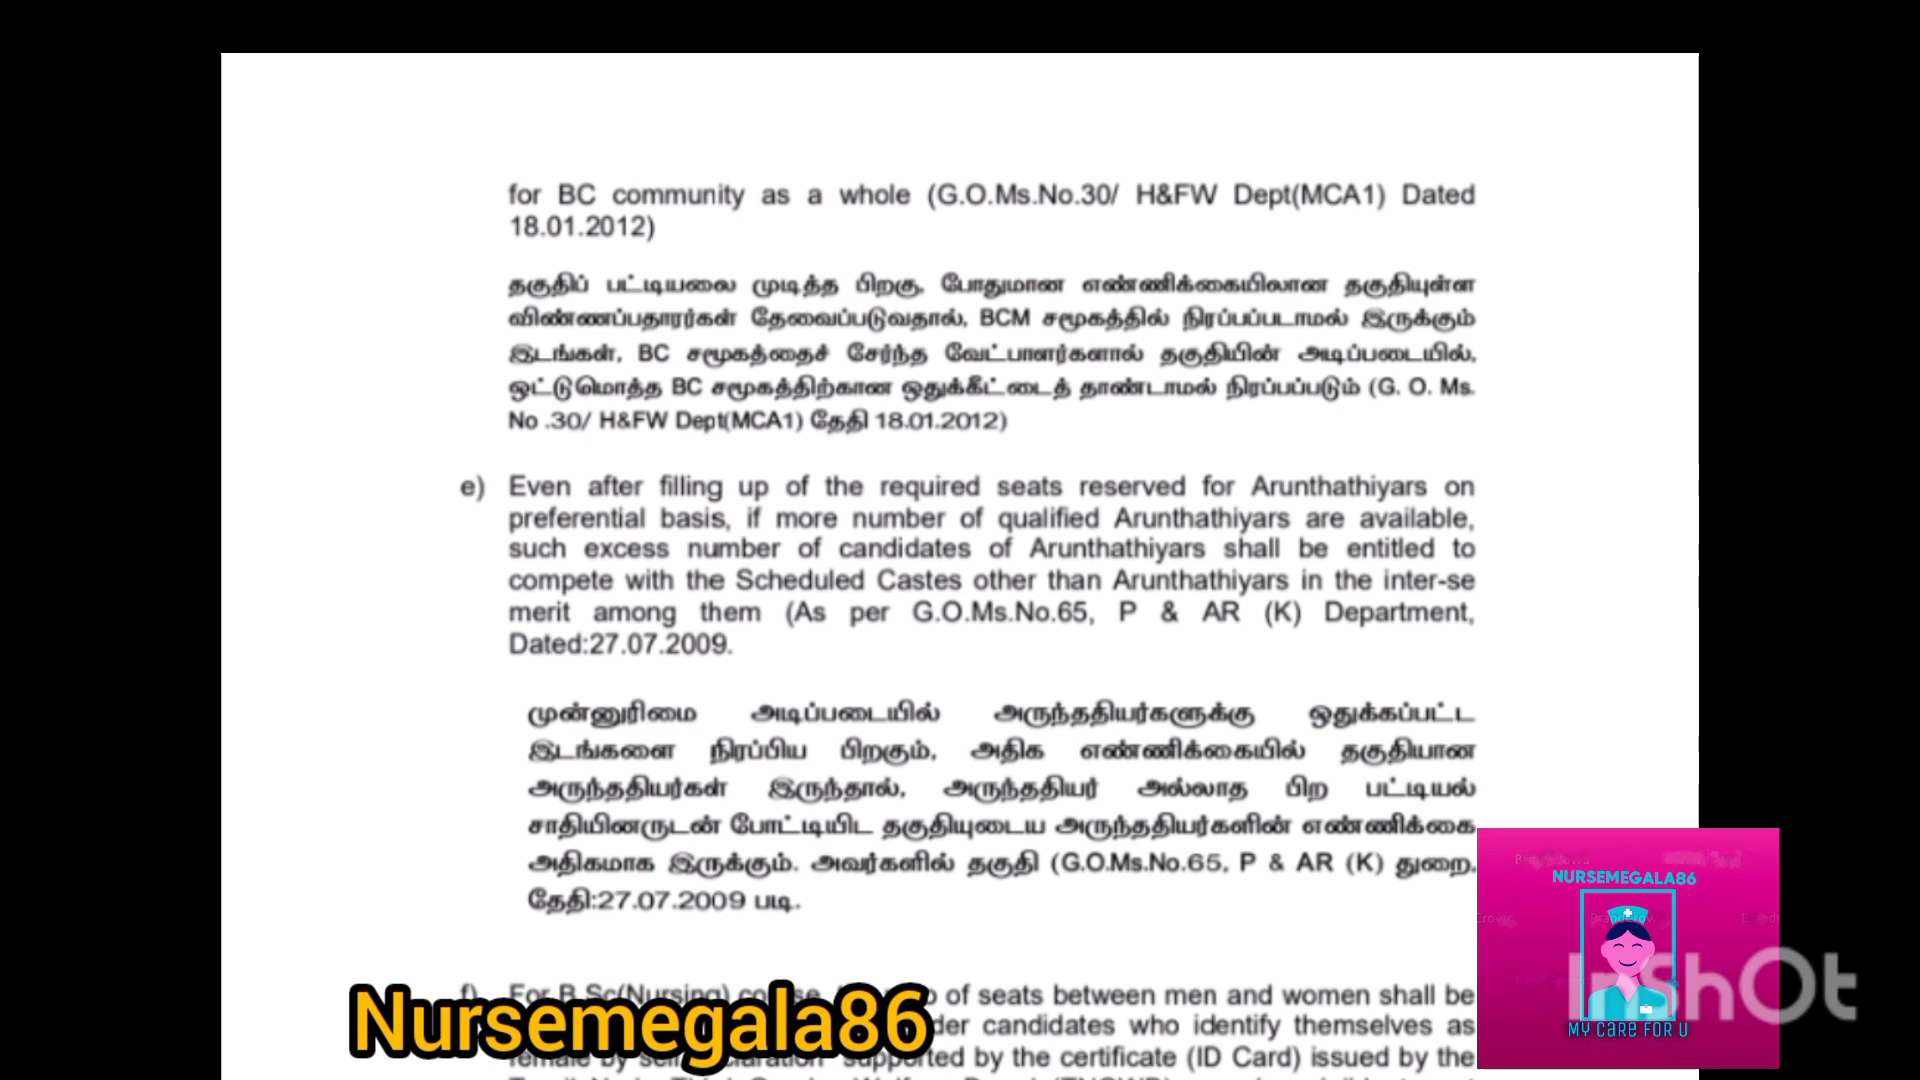 for BC community as a whole (G.O.Ms.No.30/ H&FW Dept(MCA1) Dated
18.01.2012)
தகுதிப் பட்டியலை முடித்த பிறகு, போதுமான எண்ணிக்கையிலான தகுதியுள்ள
விண்ணப்பதாரர்கள் தேவைப்படுவதால், BCM சமூகத்தில் நிரப்பப்படாமல் இருக்கும்
இடங்கள், BC சமூகத்தைச் சேர்ந்த வேட்பாளர்களால் தகுதியின் அடிப்படையில்,
ஒட்டுமொத்த BC சமூகத்திற்கான ஒதுக்கீட்டைத் தாண்டாமல் நிரப்பப்படும் (G. O. Ms.
No .30/ H&FW Dept(MCA1) தேதி 18.01.2012)
e) Even after filling up of the required seats reserved for Arunthathiyars on
preferential basis, if more number of qualified Arunthathiyars are available,
such excess number of candidates of Arunthathiyars shall be entitled to
compete with the Scheduled Castes other than Arunthathiyars in the inter-se
merit among them (As per G.O.Ms.No.65, P & AR (K) Department,
Dated:27.07.2009.
முன்னுரிமை அடிப்படையில் அருந்ததியர்களுக்கு ஒதுக்கப்பட்ட
இடங்களை நிரப்பிய பிறகும், அதிக எண்ணிக்கையில் தகுதியான
அருந்ததியர்கள் இருந்தால், அருந்ததியர் அல்லாத பிற பட்டியல்
சாதியினருடன் போட்டியிட தகுதியுடைய அருந்ததியர்களின் எண்ணிக்கை
அதிகமாக இருக்கும். அவர்களில் தகுதி (G.O.Ms.No.65, P & AR (K) துறை,
தேதி:27.07.2009 படி.
f) For B.Sc(Nursing) of seats between men and women shall be
candidates who identify themselves as
female by supported by the certificate (ID Card) issued by the
Nursemegala86
NURSEMEGALA86
MY CARE FOR U
InShOt